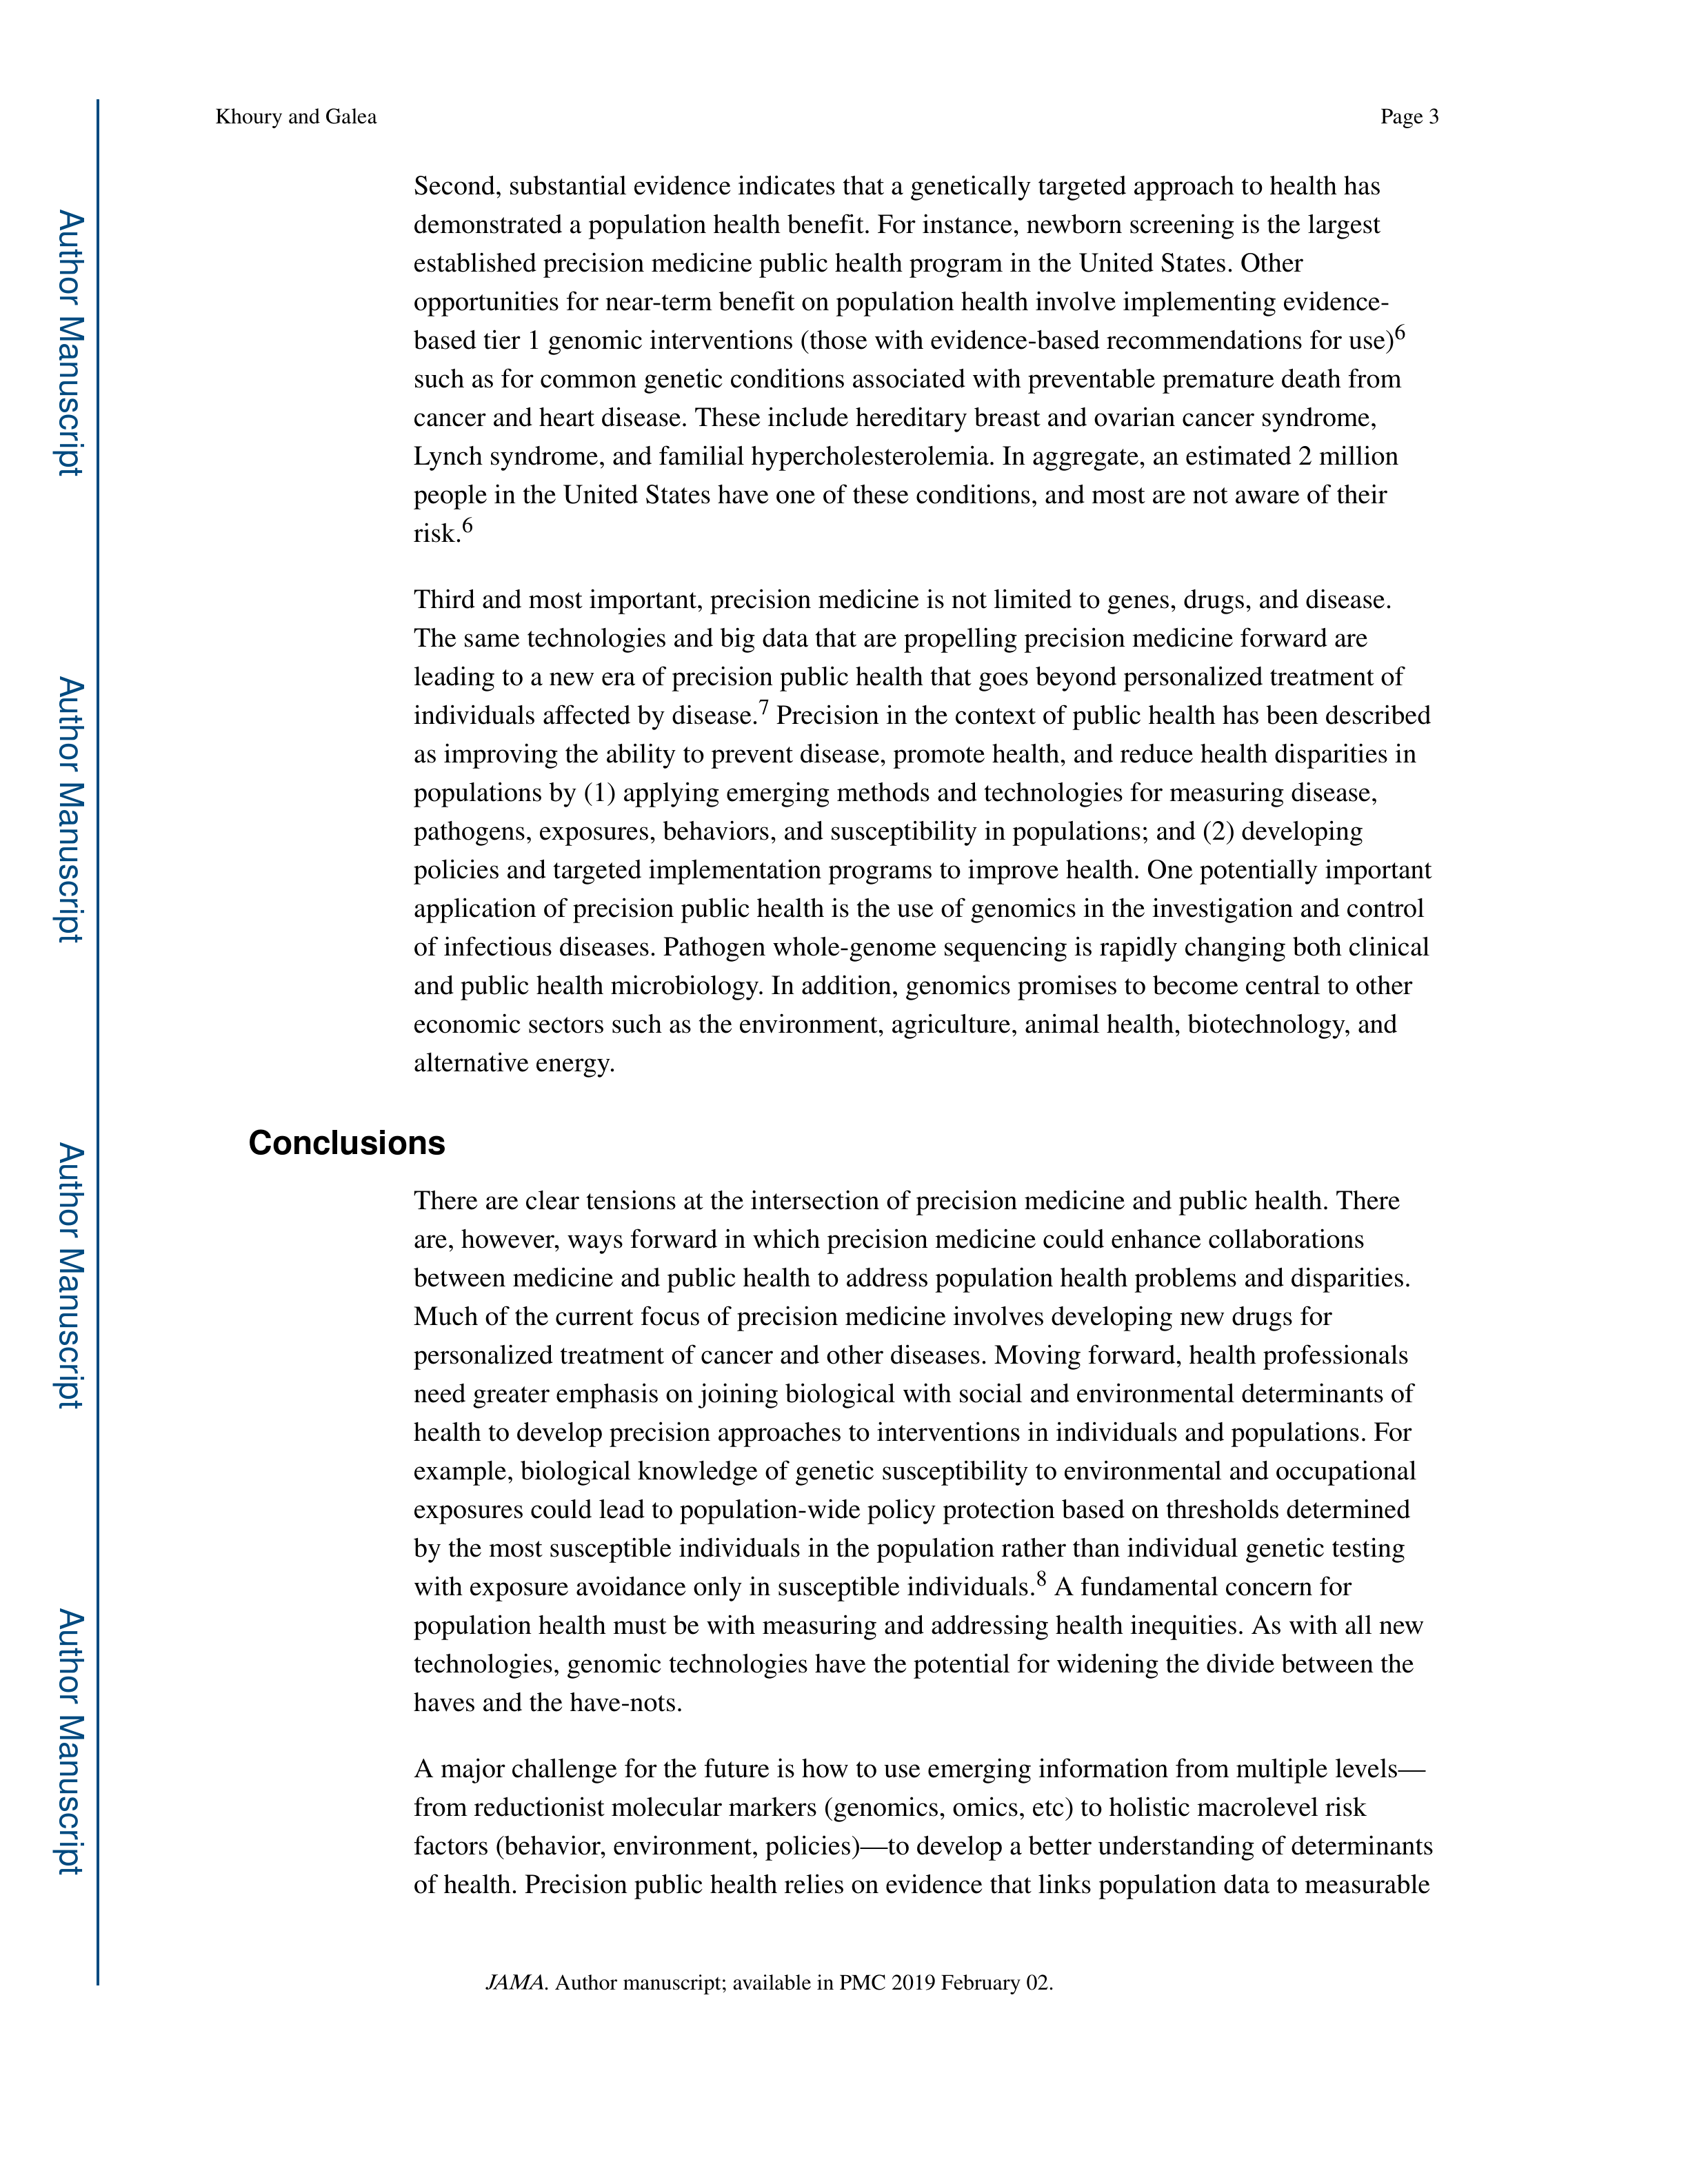 Khoury and Galea
Page 3
Second, substantial evidence indicates that a genetically targeted approach to health has
demonstrated a population health benefit. For instance, newborn screening is the largest
established precision medicine public health program in the United States. Other
opportunities for near-term benefit on population health involve implementing evidence-
based tier 1 genomic interventions (those with evidence-based recommendations for use)6
such as for common genetic conditions associated with preventable premature death from
cancer and heart disease. These include hereditary breast and ovarian cancer syndrome,
Lynch syndrome, and familial hypercholesterolemia. In aggregate, an estimated 2 million
people in the United States have one of these conditions, and most are not aware of their
risk.6
Third and most important, precision medicine is not limited to genes, drugs, and disease.
The same technologies and big data that are propelling precision medicine forward are
leading to a new era of precision public health that goes beyond personalized treatment of
individuals affected by disease.7 Precision in the context of public health has been described
as improving the ability to prevent disease, promote health, and reduce health disparities in
populations by (1) applying emerging methods and technologies for measuring disease,
pathogens, exposures, behaviors, and susceptibility in populations; and (2) developing
policies and targeted implementation programs to improve health. One potentially important
application of precision public health is the use of genomics in the investigation and control
of infectious diseases. Pathogen whole-genome sequencing is rapidly changing both clinical
and public health microbiology. In addition, genomics promises to become central to other
economic sectors such as the environment, agriculture, animal health, biotechnology, and
alternative energy.
Conclusions
There are clear tensions at the intersection of precision medicine and public health. There
are, however, ways forward in which precision medicine could enhance collaborations
between medicine and public health to address population health problems and disparities.
Much of the current focus of precision medicine involves developing new drugs for
personalized treatment of cancer and other diseases. Moving forward, health professionals
need greater emphasis on joining biological with social and environmental determinants of
health to develop precision approaches to interventions in individuals and populations. For
example, biological knowledge of genetic susceptibility to environmental and occupational
exposures could lead to population-wide policy protection based on thresholds determined
by the most susceptible individuals in the population rather than individual genetic testing
with exposure avoidance only in susceptible individuals.8 A fundamental concern for
population health must be with measuring and addressing health inequities. As with all new
technologies, genomic technologies have the potential for widening the divide between the
haves and the have-nots.
A major challenge for the future is how to use emerging information from multiple levels—
from reductionist molecular markers (genomics, omics, etc) to holistic macrolevel risk
factors (behavior, environment, policies)—to develop a better understanding of determinants
of health. Precision public health relies on evidence that links population data to measurable
JAMA. Author manuscript; available in PMC 2019 February 02.
Author Manuscript
Author Manuscript
Author Manuscript
Author Manuscript